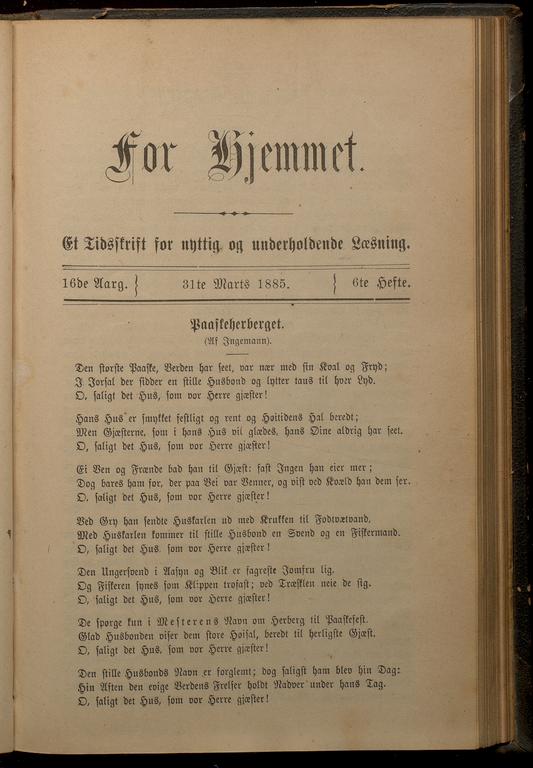 For Hjemmet.
Et Tidsskrift for nyttig og underholdende Læsning.
16de Aarg. } 31te Marts 1885. } 6te Hefte.
Paaskeherberget.
(Af Ingemann).
Den største Paaske, Verden har seet, var nær med sin Kval og Fryd;
I Jorsal der sidder en stille Husbond og lytter taus til hver Lyd.
O, saligt det Hus, som vor Herre gjæster!
Hans Hus er smykket festligt og rent og Høitidens Hal beredt;
Men Gjæsterne, som i hans Hus vil glædes, hans Øine aldrig har seet.
O, saligt det Hus, som vor Herre gjæster!
Ei Ven og Frænde bad han til Gjæst: fast Ingen han eier mer;
Dog bares ham for, der paa Vei var Venner, og vist ved Kvæld han dem ser.
O, saligt det Hus, som vor Herre gjæster!
Ved Gry han sendte Huskarlen ud med Krukken til Fodtvætvand,
Med Huskarlen kommer til stille Husbond en Svend og en Fiskermand.
O, saligt det Hus, som vor Herre gjæster!
Den Ungersvend i Aasyn og Blik er fagreste Jomfru lig.
Og Fiskeren synes som Klippen trofast; ved Træsklen neie de sig.
O, saligt det Hus, som vor Herre gjæster!
De spørge kun i Mesterens Navn om Herberg til Paaskefest.
Glad Husbonden viser dem store Høisal, beredt til herligste Gjæst.
O, saligt det Hus, som vor Herre gjæster!
Den stille Husbonds Navn er forglemt; dog saligst ham blev hin Dag:
Hin Aften den evige Verdens Frelser holdt Nadver under hans Tag.
O, saligt det Hus, som vor Herre gjæster!